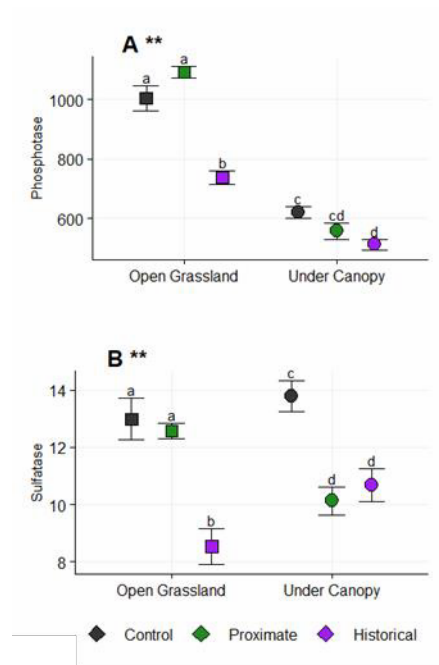 A **
a
a
1000
Phosphotase
800
b
c
cd
d
600
Open Grassland
Under Canopy
B **
14
c
a
a
12
Sulfatase
d
d
10
b
8
Open Grassland
Under Canopy
Control
Proximate
Historical